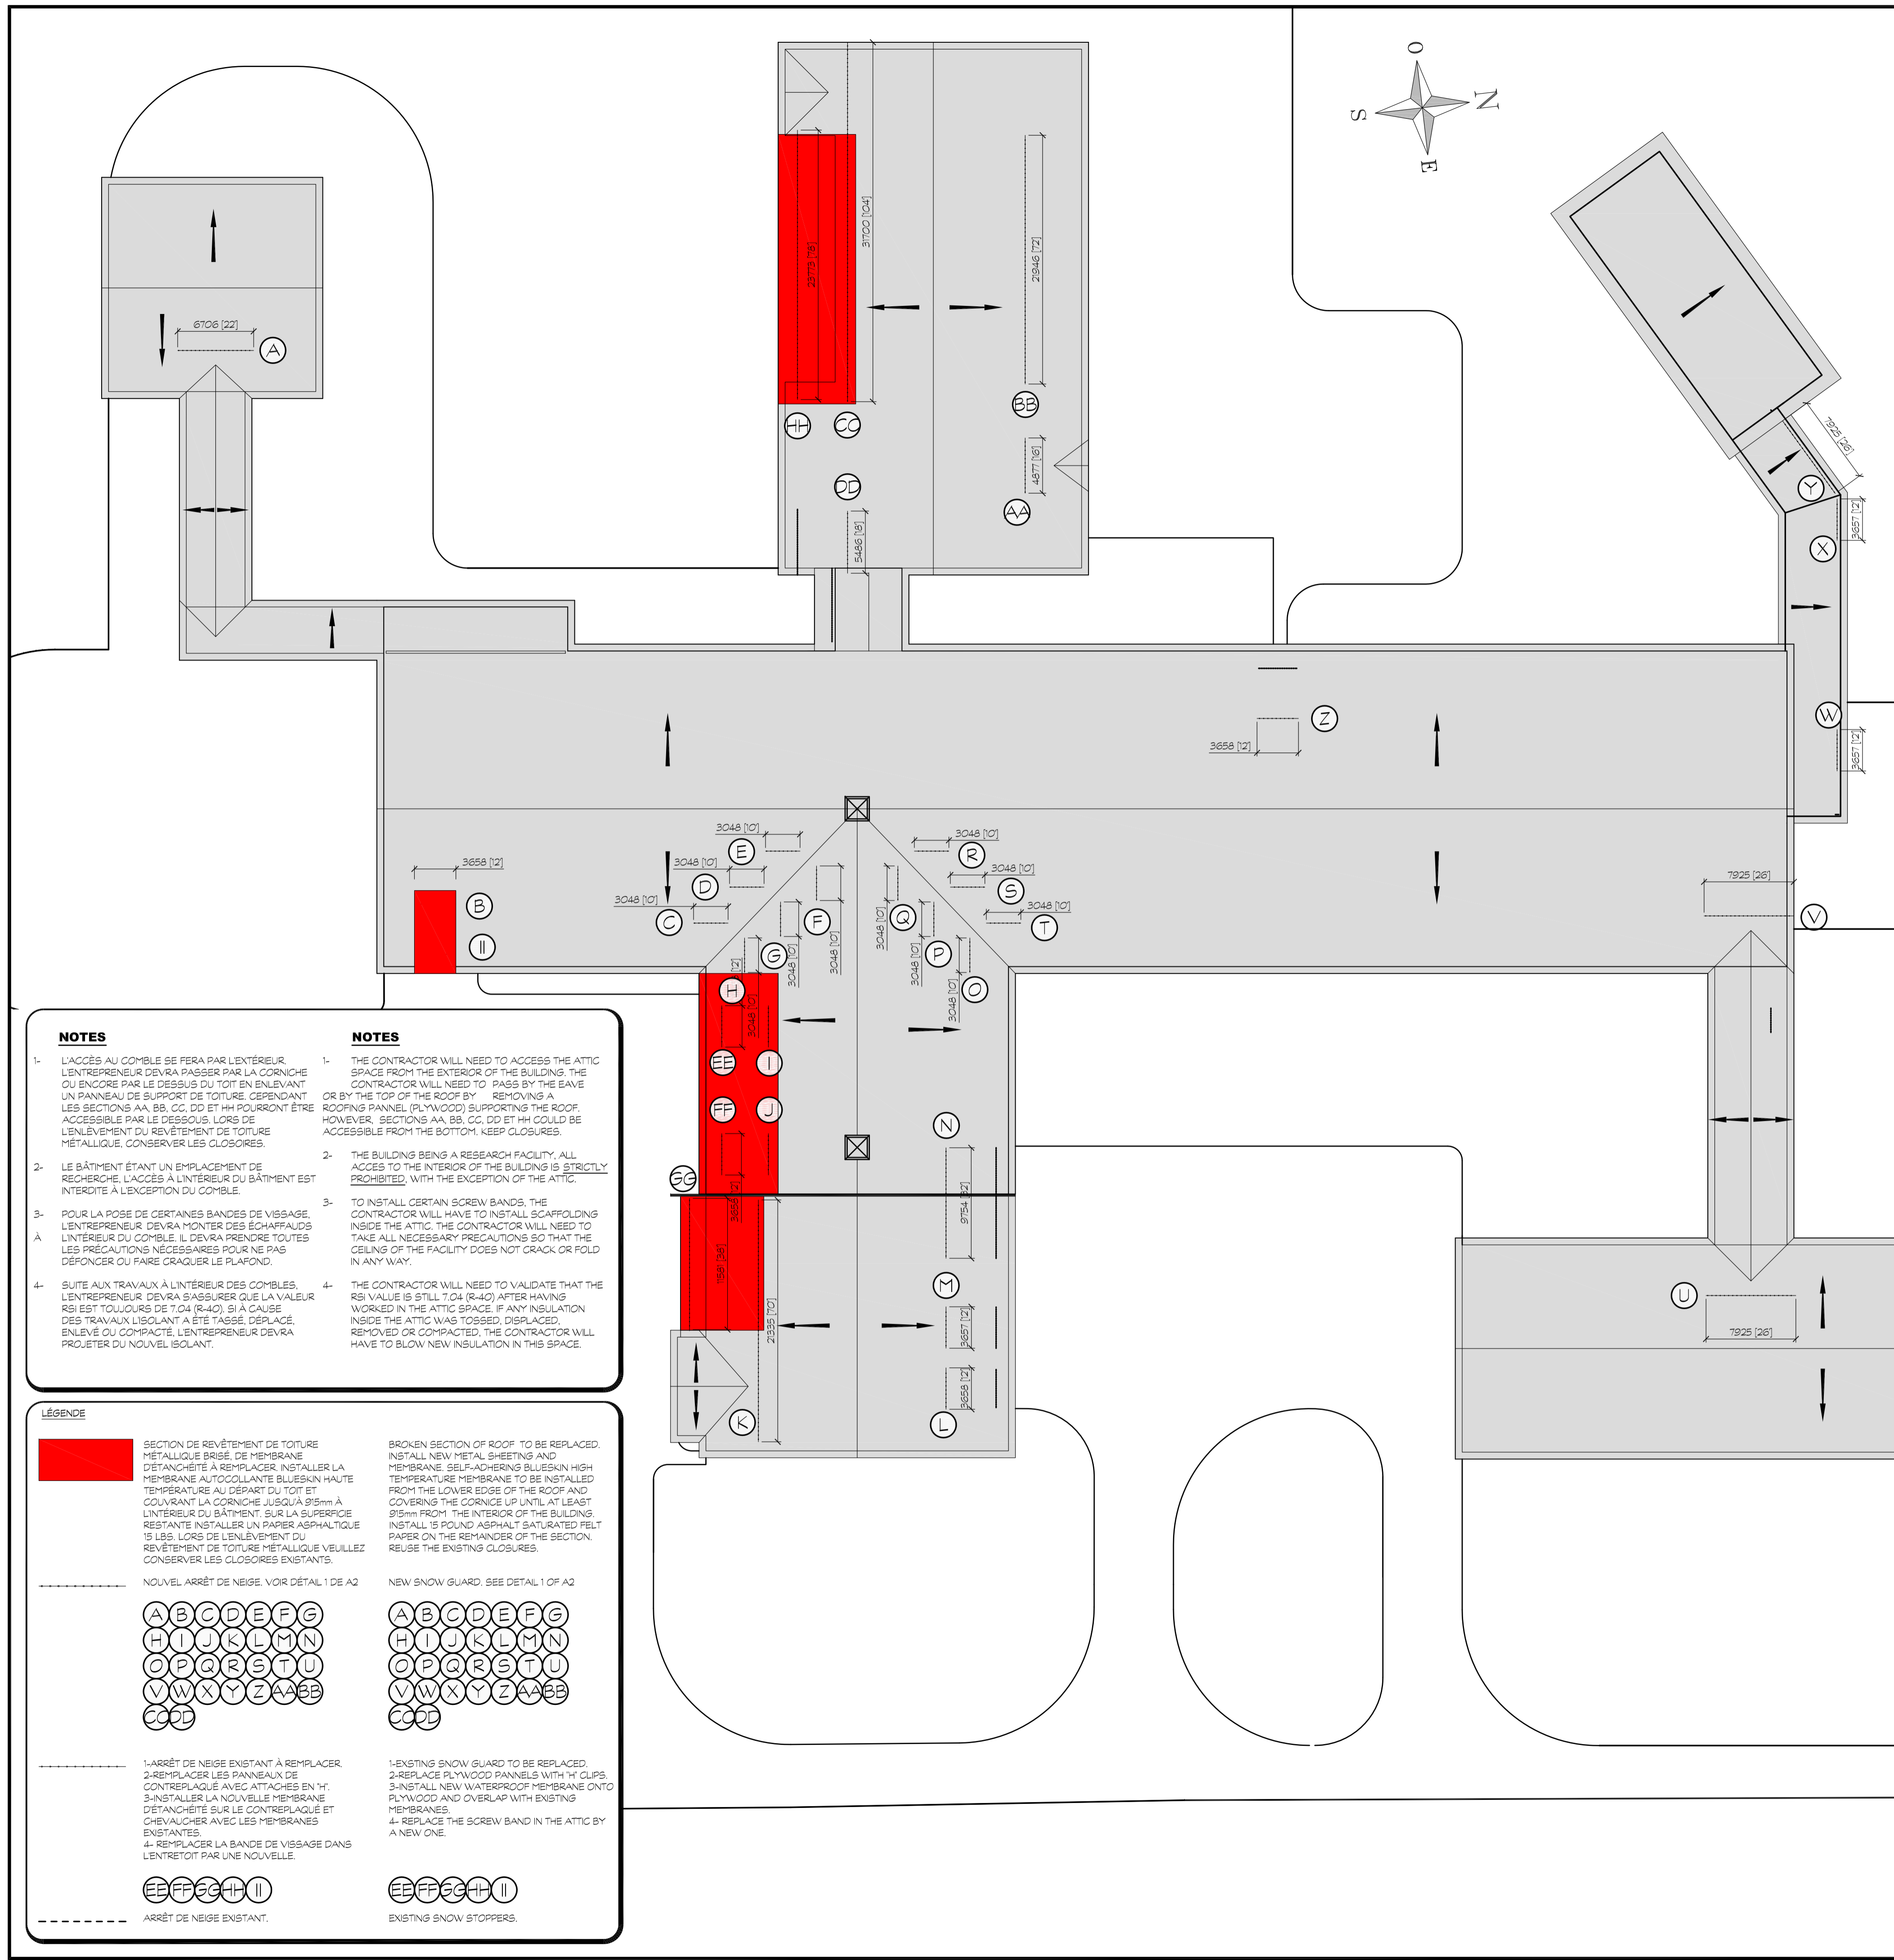 O
N
S
E
31700 [104]
23773 [78]
21946 [72]
6706 [22]
A
BB
HH
CC
4877 [16]
DD
AA
5486 [18]
7925 [26]
Y
3657 [12]
X
W
3657 [12]
Z
3658 [12]
3048 [10]
E
3048 [10]
D
3048 [10]
C
3048 [10]
R
3048 [10]
S
3048 [10]
T
3658 [12]
B
II
F
Q
G
P
H
O
3048 [10]
3048 [10]
3048 [10]
3048 [10]
3048 [10]
3048 [10]
[12]
7925 [26]
V
EE
I
FF
J
N
GG
3658 [12]
9754 [32]
11581 [38]
21335 [70]
M
3657 [12]
3658 [12]
K
L
U
7925 [26]
NOTES
1- L'ACCÈS AU COMBLE SE FERA PAR L'EXTÉRIEUR.
L'ENTREPRENEUR DEVRA PASSER PAR LA CORNICHE
OU ENCORE PAR LE DESSUS DU TOIT EN ENLEVANT
UN PANNEAU DE SUPPORT DE TOITURE. CEPENDANT
LES SECTIONS AA, BB, CC, DD ET HH POURRONT ÊTRE
ACCESSIBLE PAR LE DESSOUS. LORS DE
L'ENLÈVEMENT DU REVÊTEMENT DE TOITURE
MÉTALLIQUE, CONSERVER LES CLOSOIRES.
2- LE BÂTIMENT ÉTANT UN EMPLACEMENT DE
RECHERCHE, L'ACCÈS À L'INTÉRIEUR DU BÂTIMENT EST
INTERDITE À L'EXCEPTION DU COMBLE.
3- POUR LA POSE DE CERTAINES BANDES DE VISSAGE,
L'ENTREPRENEUR DEVRA MONTER DES ÉCHAFFAUDS
À L'INTÉRIEUR DU COMBLE. IL DEVRA PRENDRE TOUTES
LES PRÉCAUTIONS NÉCESSAIRES POUR NE PAS
DÉFONCER OU FAIRE CRAQUER LE PLAFOND.
4- SUITE AUX TRAVAUX À L'INTÉRIEUR DES COMBLES,
L'ENTREPRENEUR DEVRA S'ASSURER QUE LA VALEUR
RSI EST TOUJOURS DE 7.04 (R-40). SI À CAUSE
DES TRAVAUX L'ISOLANT A ÉTÉ TASSÉ, DÉPLACÉ,
ENLEVÉ OU COMPACTÉ, L'ENTREPRENEUR DEVRA
PROJETER DU NOUVEL ISOLANT.
NOTES
1- THE CONTRACTOR WILL NEED TO ACCESS THE ATTIC
SPACE FROM THE EXTERIOR OF THE BUILDING. THE
CONTRACTOR WILL NEED TO PASS BY THE EAVE
OR BY THE TOP OF THE ROOF BY REMOVING A
ROOFING PANNEL (PLYWOOD) SUPPORTING THE ROOF.
HOWEVER, SECTIONS AA, BB, CC, DD ET HH COULD BE
ACCESSIBLE FROM THE BOTTOM. KEEP CLOSURES.
2- THE BUILDING BEING A RESEARCH FACILITY, ALL
ACCES TO THE INTERIOR OF THE BUILDING IS STRICTLY
PROHIBITED, WITH THE EXCEPTION OF THE ATTIC.
3- TO INSTALL CERTAIN SCREW BANDS, THE
CONTRACTOR WILL HAVE TO INSTALL SCAFFOLDING
INSIDE THE ATTIC. THE CONTRACTOR WILL NEED TO
TAKE ALL NECESSARY PRECAUTIONS SO THAT THE
CEILING OF THE FACILITY DOES NOT CRACK OR FOLD
IN ANY WAY.
4- THE CONTRACTOR WILL NEED TO VALIDATE THAT THE
RSI VALUE IS STILL 7.04 (R-40) AFTER HAVING
WORKED IN THE ATTIC SPACE. IF ANY INSULATION
INSIDE THE ATTIC WAS TOSSED, DISPLACED,
REMOVED OR COMPACTED, THE CONTRACTOR WILL
HAVE TO BLOW NEW INSULATION IN THIS SPACE.
LÉGENDE
SECTION DE REVÊTEMENT DE TOITURE
MÉTALLIQUE BRISÉ, DE MEMBRANE
D'ÉTANCHÉITÉ À REMPLACER. INSTALLER LA
MEMBRANE AUTOCOLLANTE BLUESKIN HAUTE
TEMPÉRATURE AU DÉPART DU TOIT ET
COUVRANT LA CORNICHE JUSQU'À 915mm À
L'INTÉRIEUR DU BÂTIMENT. SUR LA SUPERFICIE
RESTANTE INSTALLER UN PAPIER ASPHALTIQUE
15 LBS. LORS DE L'ENLÈVEMENT DU
REVÊTEMENT DE TOITURE MÉTALLIQUE VEUILLEZ
CONSERVER LES CLOSOIRES EXISTANTS.
BROKEN SECTION OF ROOF TO BE REPLACED.
INSTALL NEW METAL SHEETING AND
MEMBRANE. SELF-ADHERING BLUESKIN HIGH
TEMPERATURE MEMBRANE TO BE INSTALLED
FROM THE LOWER EDGE OF THE ROOF AND
COVERING THE CORNICE UP UNTIL AT LEAST
915mm FROM THE INTERIOR OF THE BUILDING.
INSTALL 15 POUND ASPHALT SATURATED FELT
PAPER ON THE REMAINDER OF THE SECTION.
REUSE THE EXISTING CLOSURES.
NOUVEL ARRÊT DE NEIGE. VOIR DÉTAIL 1 DE A2
NEW SNOW GUARD. SEE DETAIL 1 OF A2
A B C D E F G
H I J K L M N
O P Q R S T U
V W X Y Z AA BB
CC DD
A B C D E F G
H I J K L M N
O P Q R S T U
V W X Y Z AA BB
CC DD
1-ARRÊT DE NEIGE EXISTANT À REMPLACER.
2-REMPLACER LES PANNEAUX DE
CONTREPLAQUÉ AVEC ATTACHES EN "H".
3-INSTALLER LA NOUVELLE MEMBRANE
D'ÉTANCHÉITÉ SUR LE CONTREPLAQUÉ ET
CHEVAUCHER AVEC LES MEMBRANES
EXISTANTES.
4- REMPLACER LA BANDE DE VISSAGE DANS
L'ENTRETOIT PAR UNE NOUVELLE.
1-EXSTING SNOW GUARD TO BE REPLACED.
2-REPLACE PLYWOOD PANNELS WITH "H" CLIPS.
3-INSTALL NEW WATERPROOF MEMBRANE ONTO
PLYWOOD AND OVERLAP WITH EXISTING
MEMBRANES.
4- REPLACE THE SCREW BAND IN THE ATTIC BY
A NEW ONE.
EE FF GG HH II
EE FF GG HH II
ARRÊT DE NEIGE EXISTANT.
EXISTING SNOW STOPPERS.